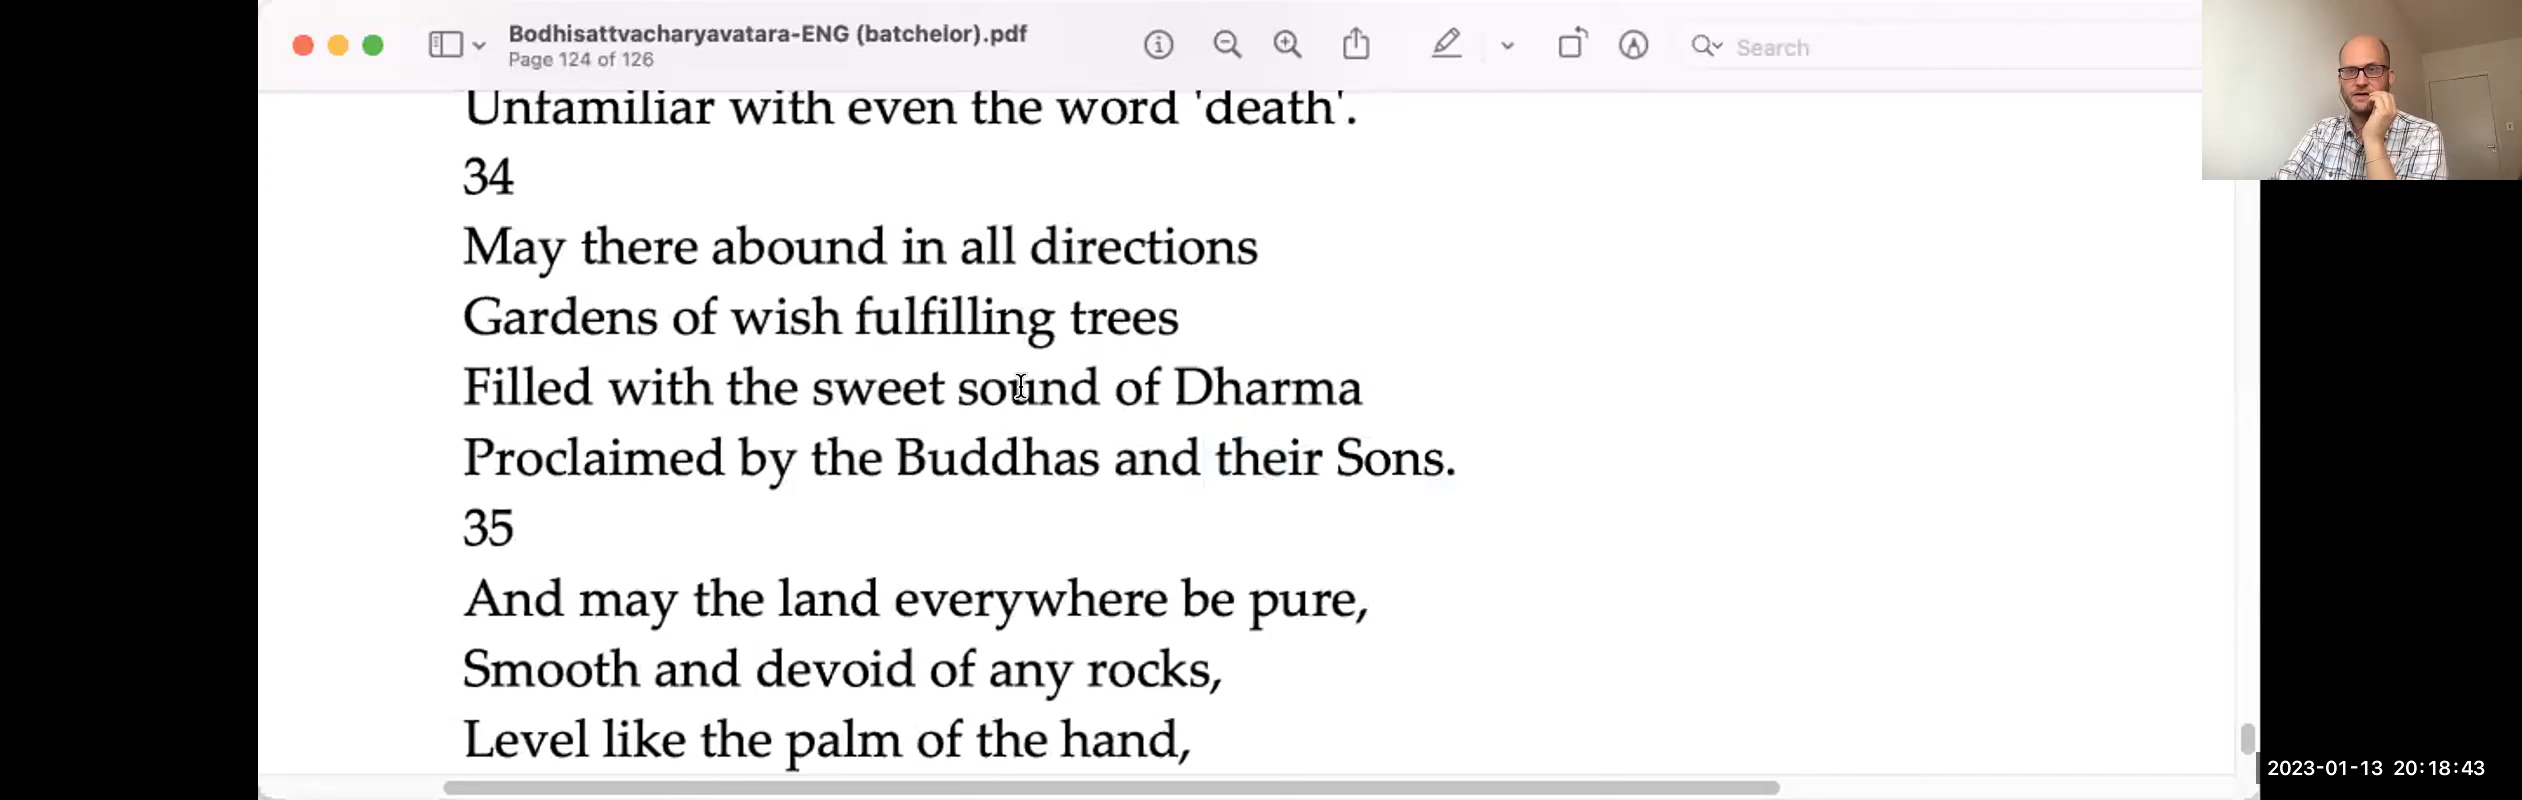 Bodhisattvacharyavatara-ENG (batchelor).pdf
Page 124 of 126
Search
Unfamiliar with even the word 'death'.
34
May there abound in all directions
Gardens of wish fulfilling trees
Filled with the sweet sound of Dharma
Proclaimed by the Buddhas and their Sons.
35
And may the land everywhere be pure,
Smooth and devoid of any rocks,
Level like the palm of the hand,
2023-01-13 20:18:43